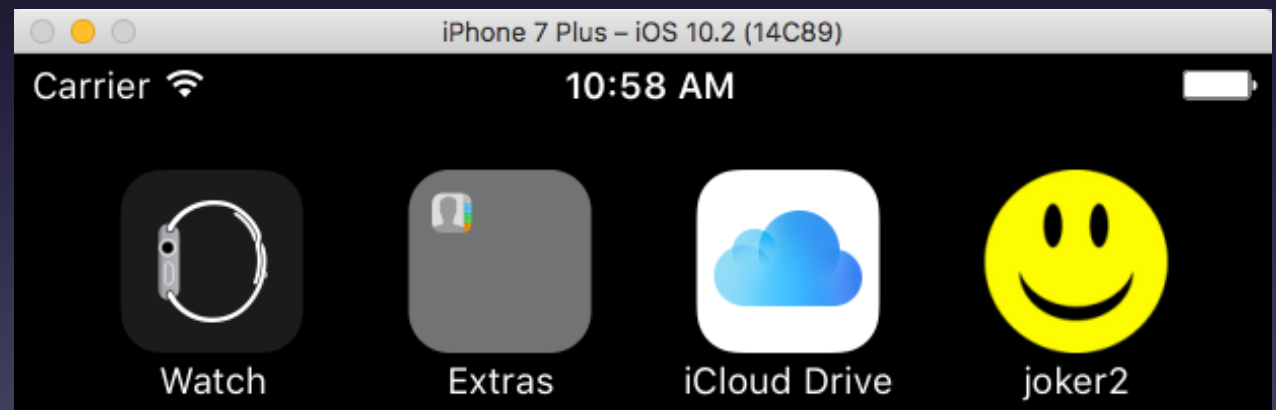 iPhone 7 Plus – iOS 10.2 (14C89)
Carrier 10:58 AM
Watch Extras iCloud Drive joker2